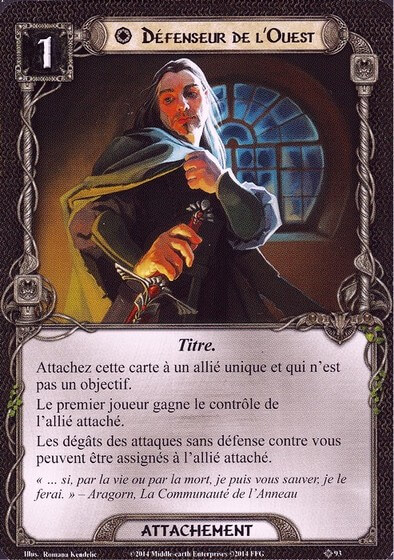 1
DÉFENSEUR DE L'OUEST
Titre.
Attachez cette carte à un allié unique et qui n'est
pas un objectif.
Le premier joueur gagne le contrôle de
l'allié attaché.
Les dégâts des attaques sans défense contre vous
peuvent être assignés à l'allié attaché.
« ... si, par la vie ou par la mort, je puis vous sauver, je le
ferai. » – Aragorn, La Communauté de l'Anneau
ATTACHEMENT
Illus. Romana Kendelic ©2014 Middle-earth Enterprises ©2014 FFG 93